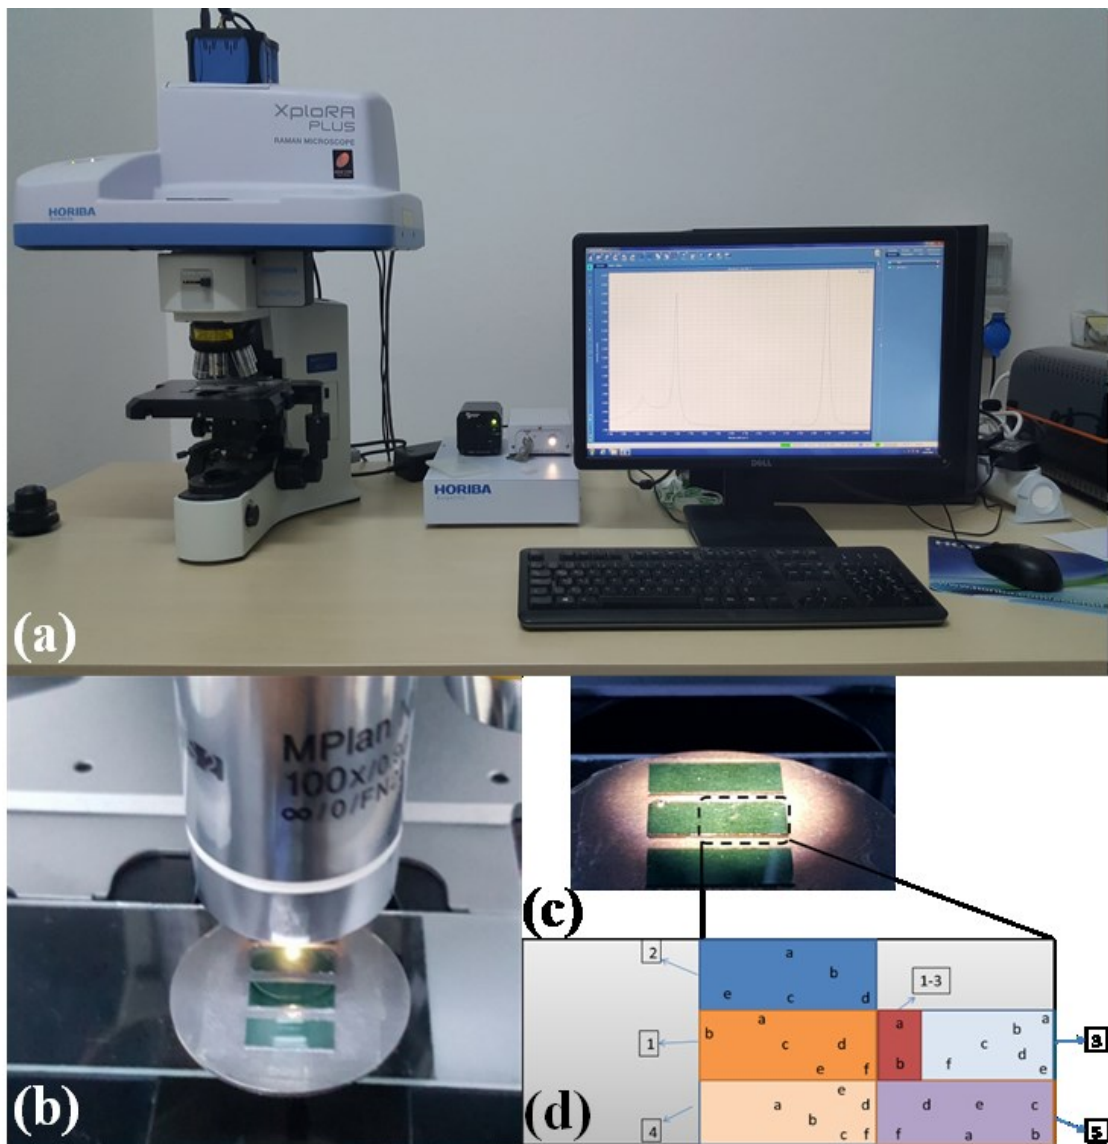 XploRA
PLUS
RAMAN MICROSCOPE
HORIBA
HORIBA
DELL
(a)
MPlan
100x/0.9
∞/0/FN2
(b)
(c)
2
a
b
e
c
d
1-3
1
b
a
c
d
e
f
a
b
a
b
c
d
f
e
3
4
e
a
d
b
c
f
d
e
c
f
a
b
5
(d)